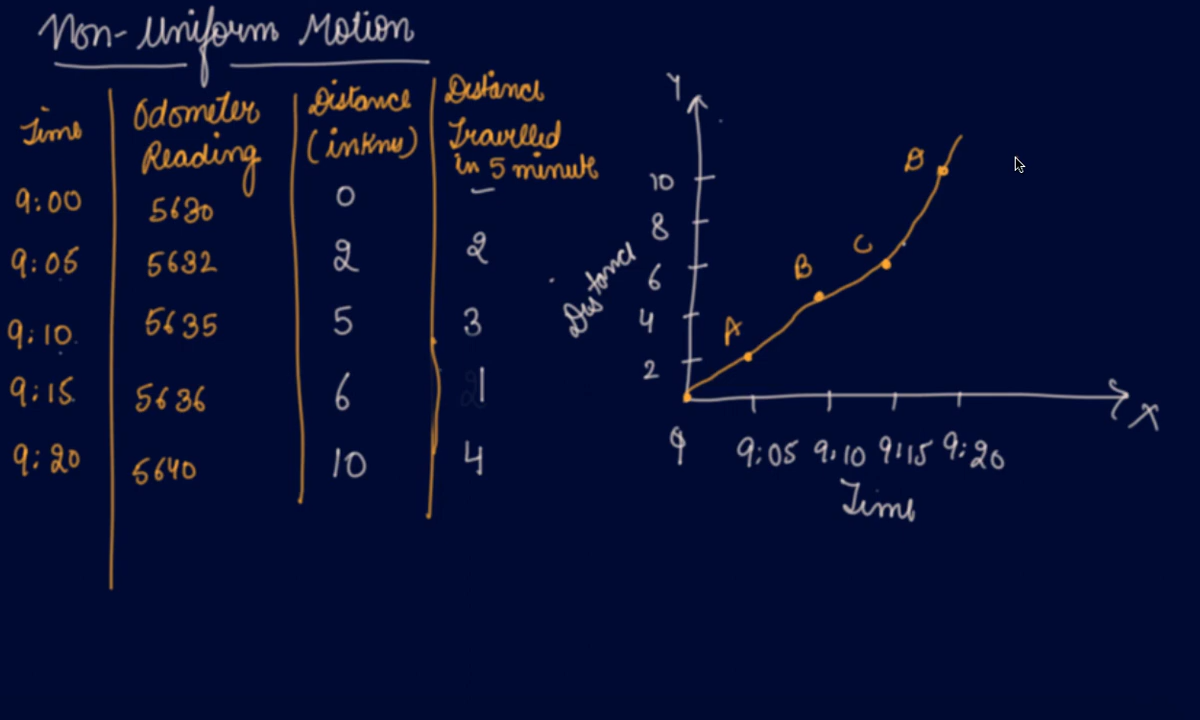 Non-Uniform Motion
Time Odometer Reading Distance (in kms) Distance Travelled in 5 minute
9:00 5630 0 –
9:05 5632 2 2
9:10 5635 5 3
9:15 5636 6 1
9:20 5640 10 4
Y
10
8
6
4
2
Distance
A
B
C
D
X
9:05 9:10 9:15 9:20
Time